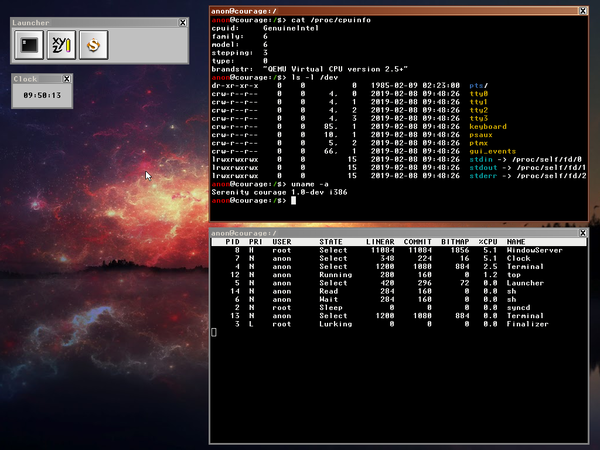 Launcher
Clock
09:50:13
anon@courage:/
anon@courage:/$> cat /proc/cpuinfo
cpuid:     GenuineIntel
family:    6
model:     6
stepping:  3
type:      0
brandstr:  "QEMU Virtual CPU version 2.5+"
anon@courage:/$> ls -l /dev
dr-xr-xr-x    0    0             0  1985-02-09 02:23:00  pts/
crw-r--r--    0    0        4,   0  2019-02-08 09:48:26  tty0
crw-r--r--    0    0        4,   1  2019-02-08 09:48:26  tty1
crw-r--r--    0    0        4,   2  2019-02-08 09:48:26  tty2
crw-r--r--    0    0        4,   3  2019-02-08 09:48:26  tty3
crw-r--r--    0    0       85,   1  2019-02-08 09:48:26  keyboard
crw-r--r--    0    0       10,   1  2019-02-08 09:48:26  psaux
crw-r--r--    0    0        5,   2  2019-02-08 09:48:26  ptmx
crw-r--r--    0    0       66,   1  2019-02-08 09:48:26  gui_events
lrwxrwxrwx    0    0            15  2019-02-08 09:48:26  stdin -> /proc/self/fd/0
lrwxrwxrwx    0    0            15  2019-02-08 09:48:26  stdout -> /proc/self/fd/1
lrwxrwxrwx    0    0            15  2019-02-08 09:48:26  stderr -> /proc/self/fd/2
anon@courage:/$> uname -a
Serenity courage 1.0-dev i386
anon@courage:/$>
anon@courage:/
PID  PRI  USER  STATE  LINEAR  COMMIT  BITMAP  %CPU  NAME
8  H  root  Select  11084  11084  1856  5.1  WindowServer
7  N  anon  Select  348  224  16  5.1  Clock
4  N  anon  Select  1200  1080  884  2.5  Terminal
12  N  anon  Running  280  160  0  1.2  top
5  N  anon  Select  420  296  72  0.0  Launcher
14  N  anon  Read  284  160  0  0.0  sh
6  N  anon  Wait  284  160  0  0.0  sh
2  N  root  Sleep  0  0  0  0.0  syncd
13  N  anon  Select  1200  1080  884  0.0  Terminal
3  L  root  Lurking  0  0  0  0.0  Finalizer